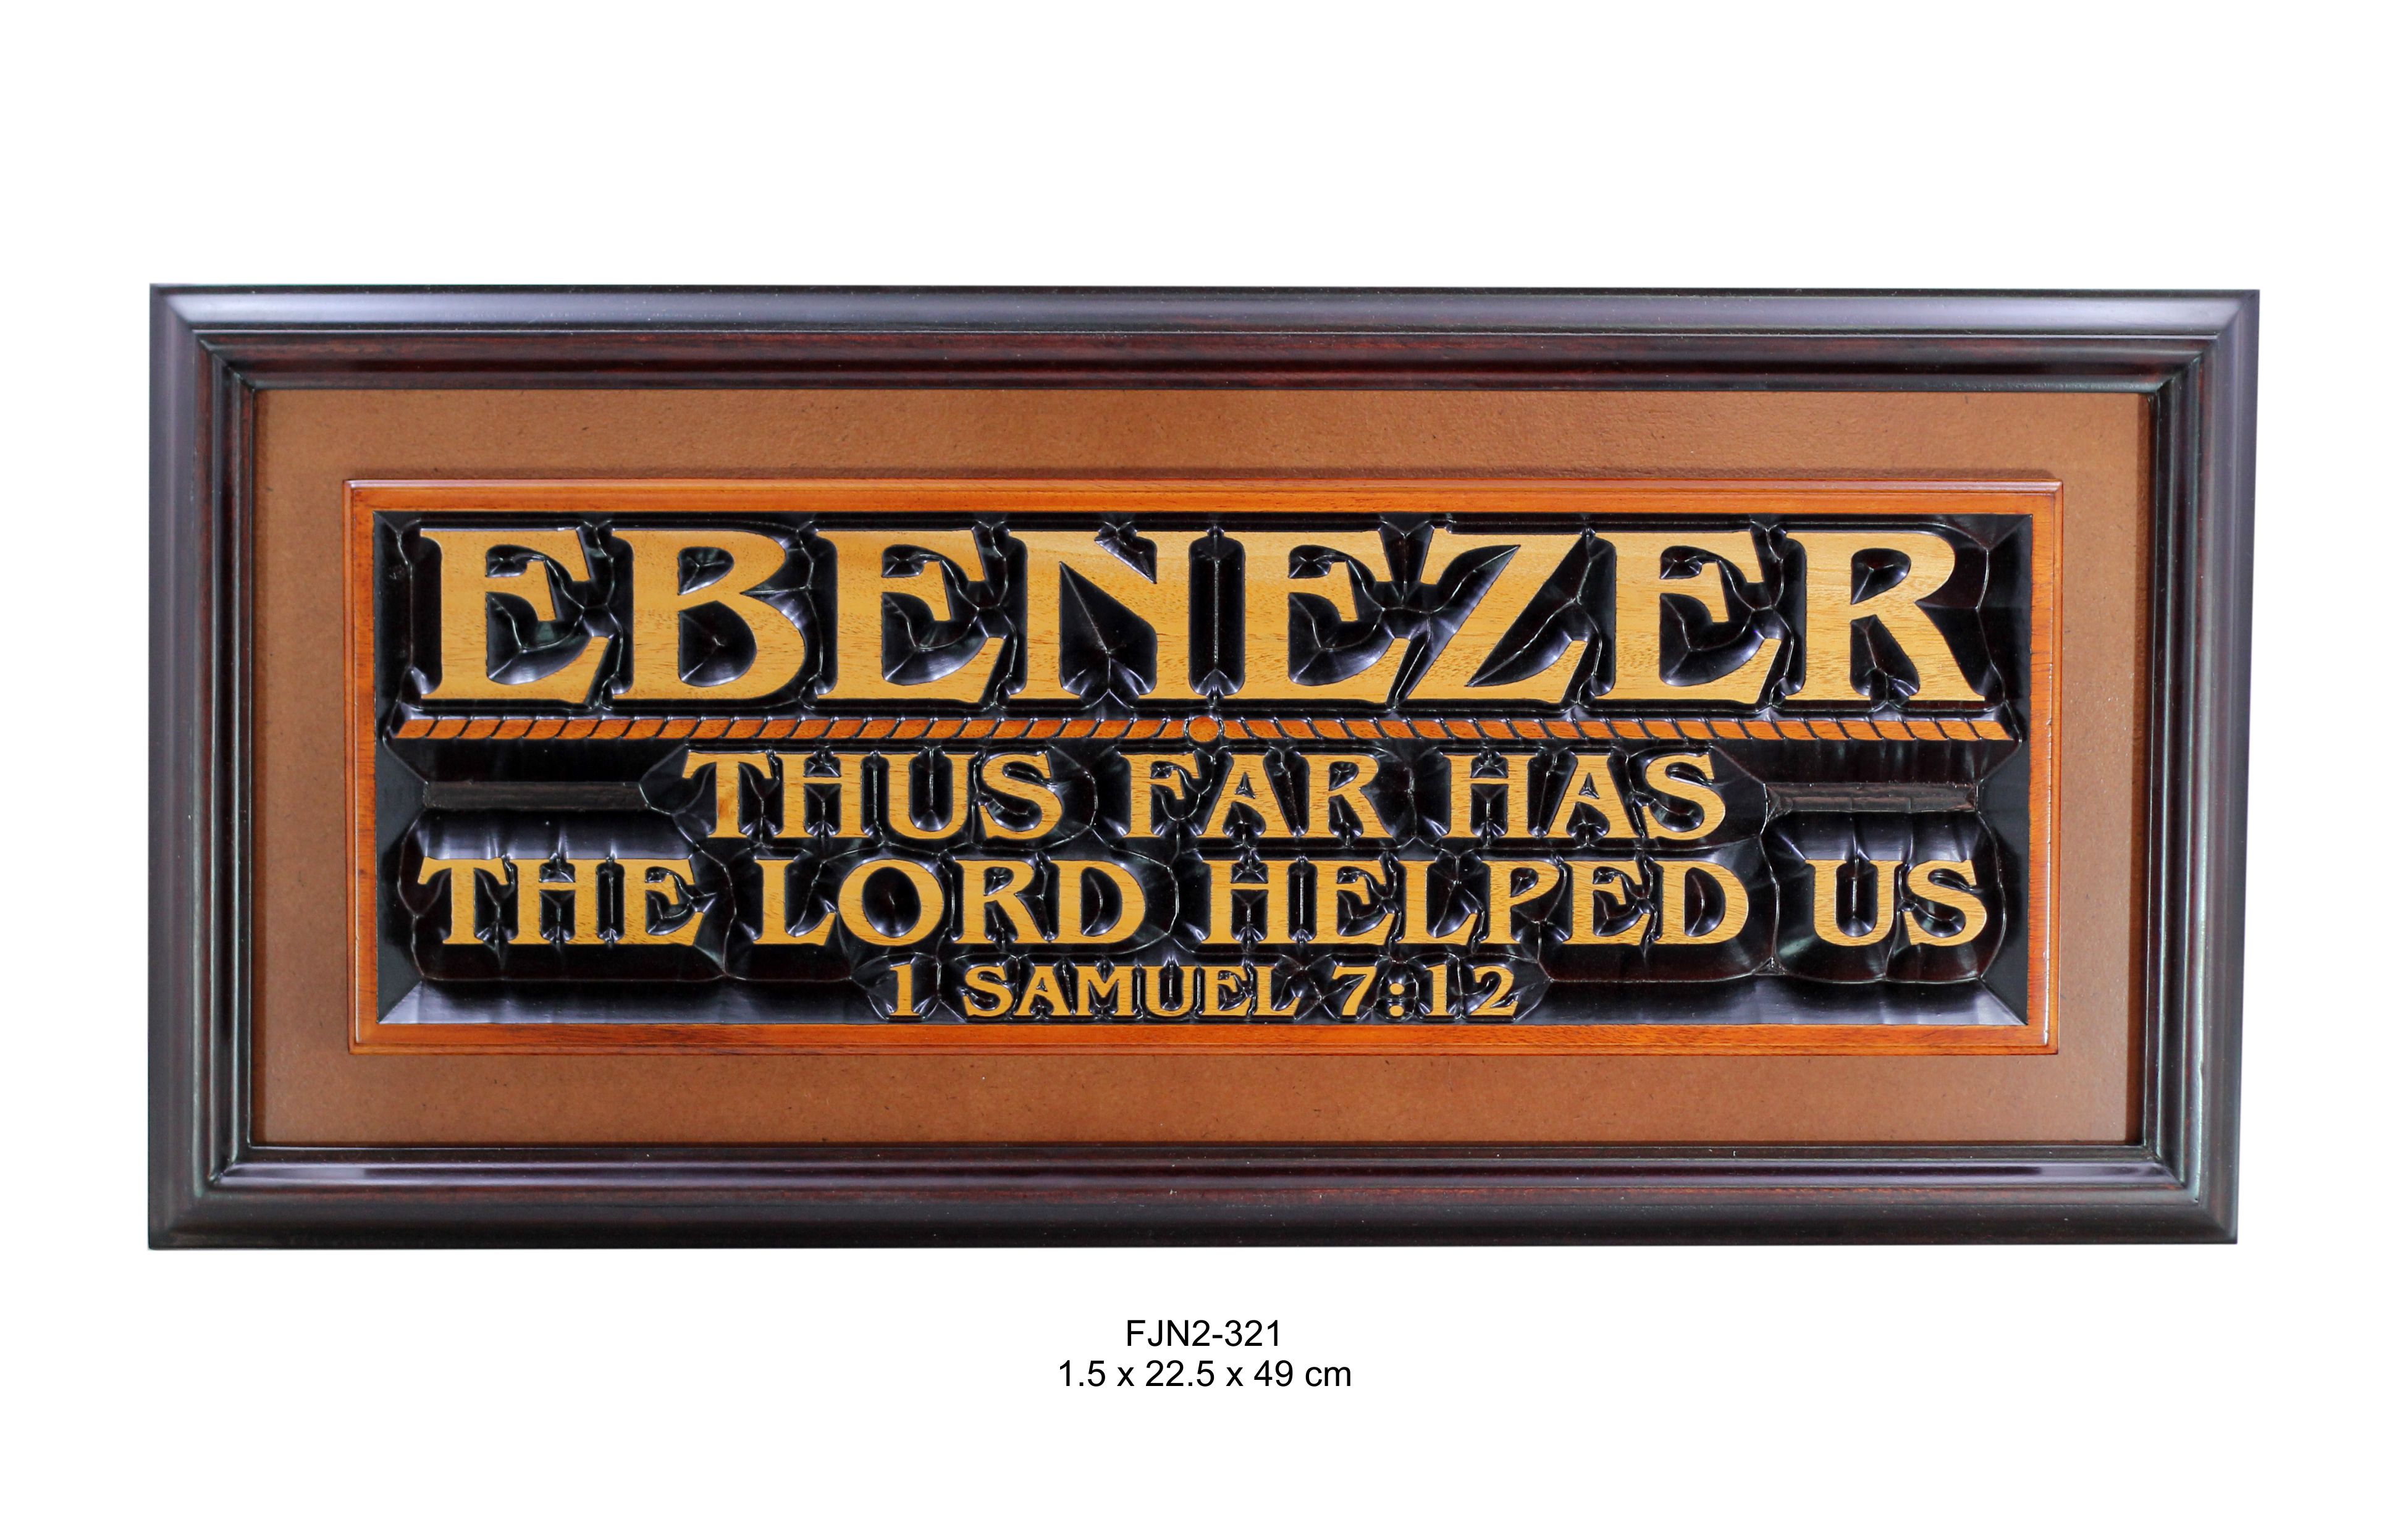 EBENEZER
THUS FAR HAS
THE LORD HELPED US
1 SAMUEL 7:12
FJN2-321
1.5 x 22.5 x 49 cm